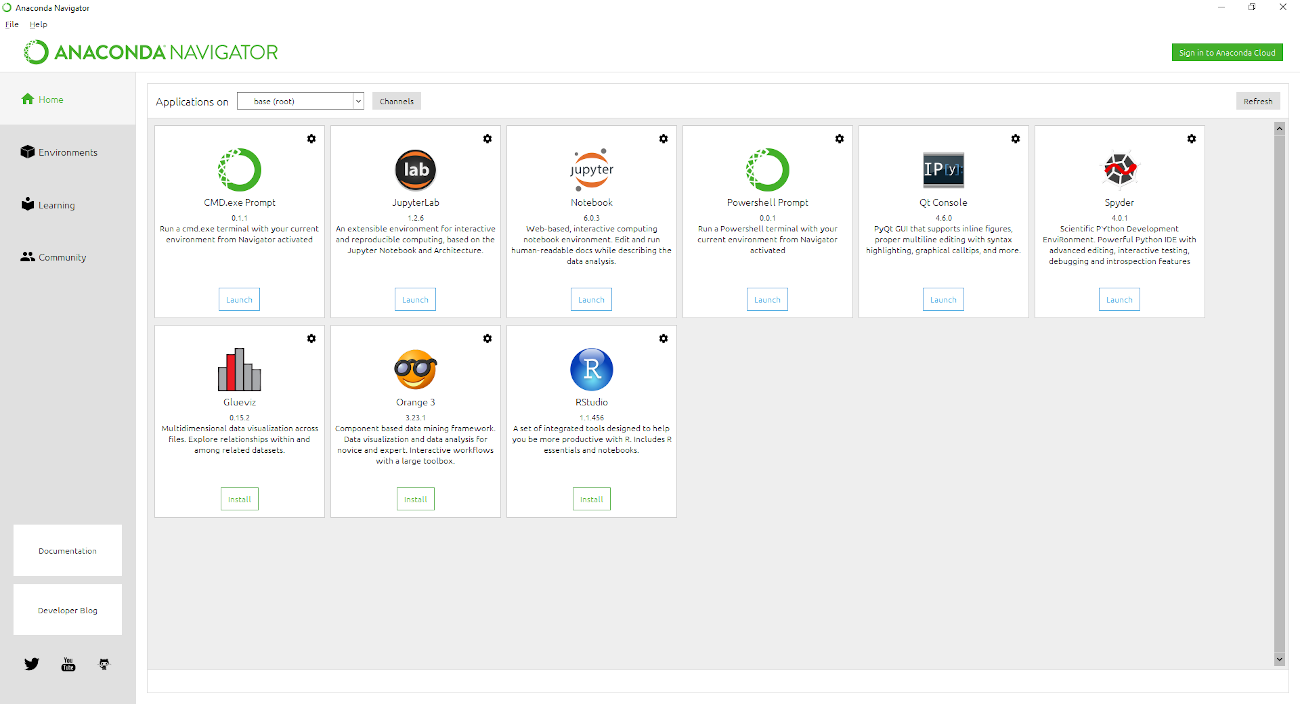 Anaconda Navigator
File Help
ANACONDA NAVIGATOR
Sign in to Anaconda Cloud
Home
Environments
Learning
Community
Documentation
Developer Blog
You
Tube
Applications on base (root) Channels Refresh
CMD.exe Prompt
0.1.1
Run a cmd.exe terminal with your current
environment from Navigator activated
Launch
lab
JupyterLab
1.2.6
An extensible environment for interactive
and reproducible computing, based on the
Jupyter Notebook and Architecture.
Launch
jupyter
Notebook
6.0.3
Web-based, interactive computing
notebook environment. Edit and run
human-readable docs while describing the
data analysis.
Launch
Powershell Prompt
0.0.1
Run a Powershell terminal with your
current environment from Navigator
activated
Launch
IP[y]:
Qt Console
4.6.0
PyQt GUI that supports inline figures,
proper multiline editing with syntax
highlighting, graphical calltips, and more.
Launch
Spyder
4.0.1
Scientific PYthon Development
EnviRonment. Powerful Python IDE with
advanced editing, interactive testing,
debugging and introspection features
Launch
Glueviz
0.15.2
Multidimensional data visualization across
files. Explore relationships within and
among related datasets.
Install
Orange 3
3.23.1
Component based data mining framework.
Data visualization and data analysis for
novice and expert. Interactive workflows
with a large toolbox.
Install
R
RStudio
1.1.456
A set of integrated tools designed to help
you be more productive with R. Includes R
essentials and notebooks.
Install